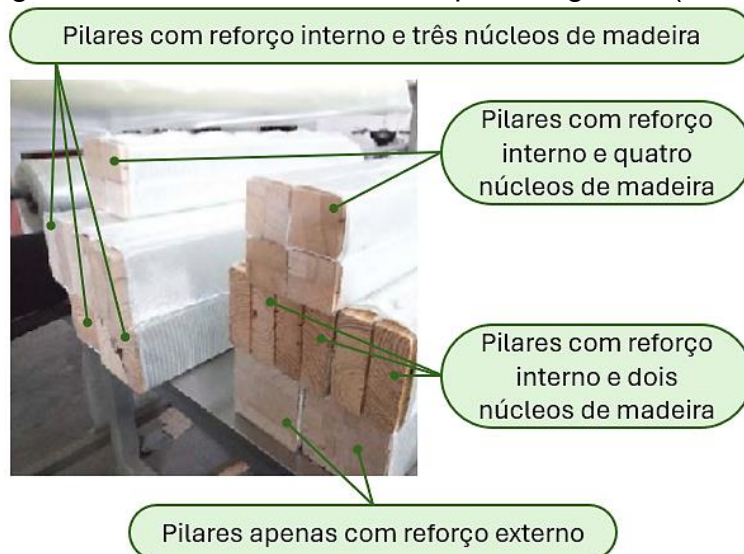 Pilares com reforço interno e três núcleos de madeira
Pilares com reforço
interno e quatro
núcleos de madeira
Pilares com reforço
interno e dois
núcleos de madeira
Pilares apenas com reforço externo